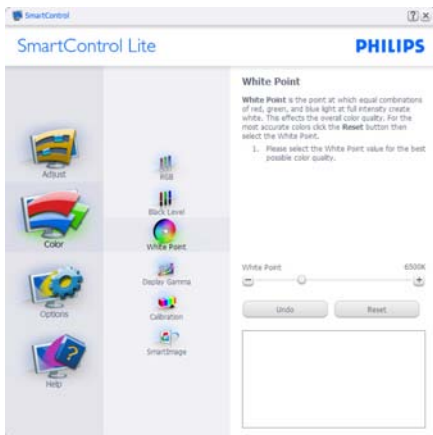 SmartControl
SmartControl Lite
PHILIPS
Adjust
Color
Options
Help
RGB
Black Level
White Point
Display Gamma
Calibration
SmartImage
White Point
White Point is the point at which equal combinations
of red, green, and blue light at full intensity create
white. This effects the overall color quality. For the
most accurate colors click the Reset button then
select the White Point.
1. Please select the White Point value for the best
possible color quality.
White Point 6500K
Undo Reset